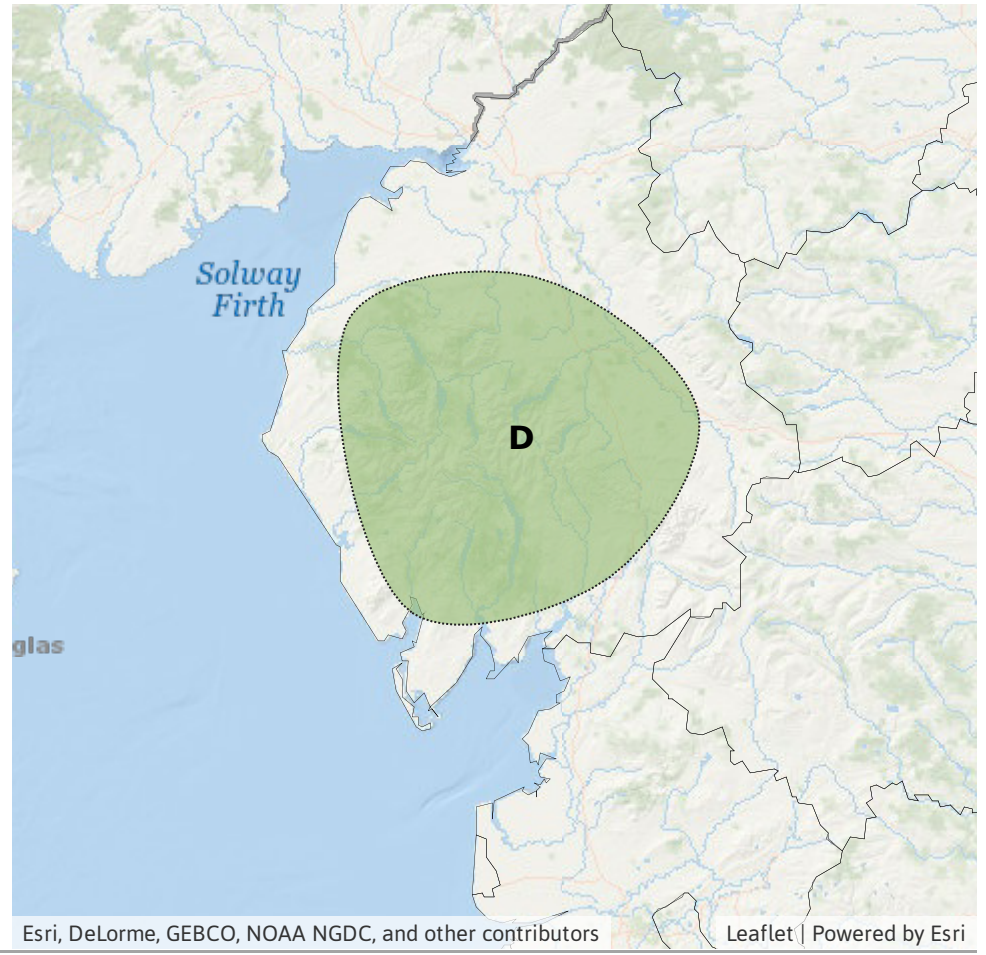 Solway
Firth
D
glas
Esri, DeLorme, GEBCO, NOAA NGDC, and other contributors
Leaflet | Powered by Esri